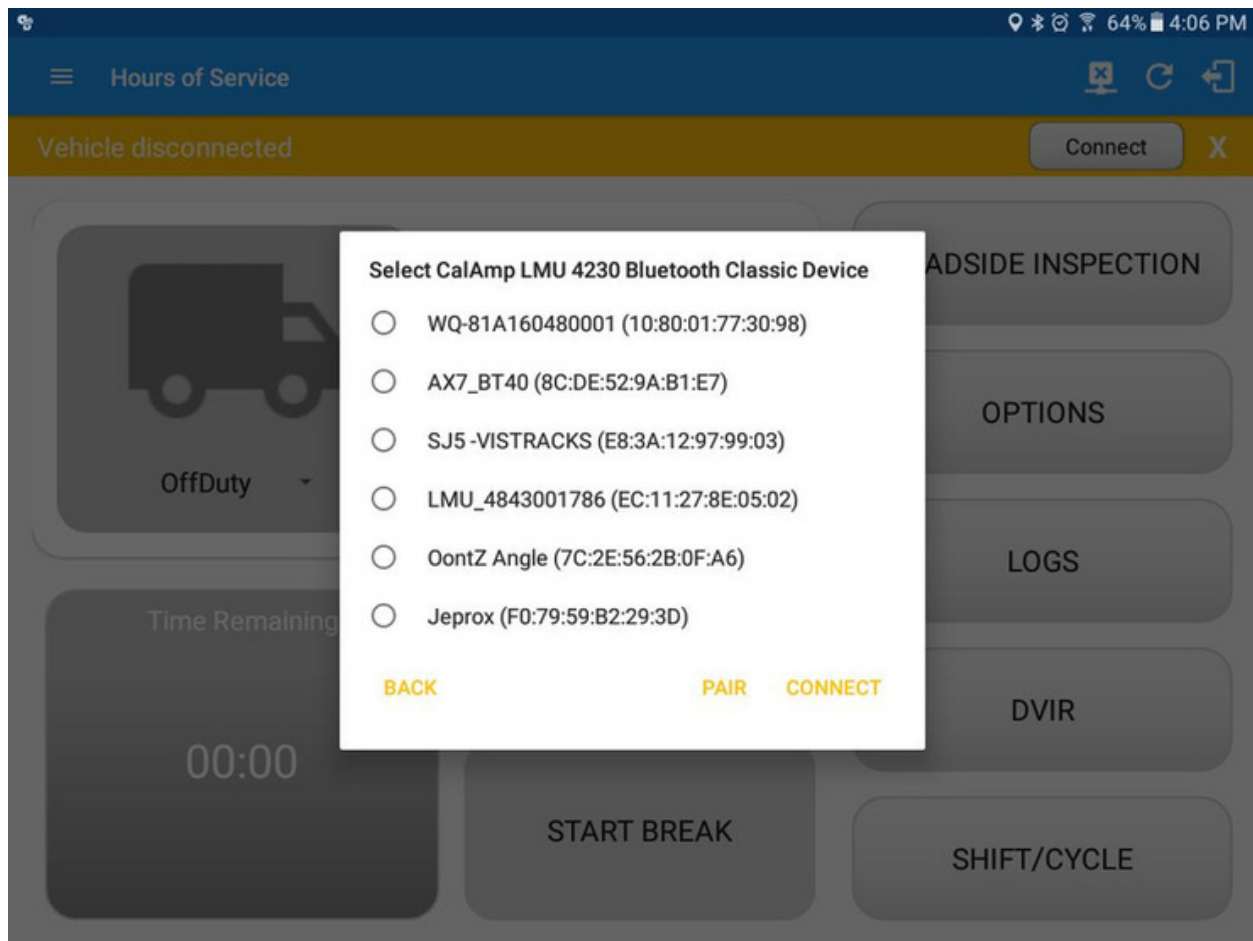 64% 4:06 PM
Hours of Service
Vehicle disconnected
Connect X
Select CalAmp LMU 4230 Bluetooth Classic Device
WQ-81A160480001 (10:80:01:77:30:98)
AX7_BT40 (8C:DE:52:9A:B1:E7)
SJ5 -VISTRACKS (E8:3A:12:97:99:03)
LMU_4843001786 (EC:11:27:8E:05:02)
OontZ Angle (7C:2E:56:2B:0F:A6)
Jeprox (F0:79:59:B2:29:3D)
BACK PAIR CONNECT
OffDuty
Time Remaining
00:00
START BREAK
ADSIDE INSPECTION
OPTIONS
LOGS
DVIR
SHIFT/CYCLE